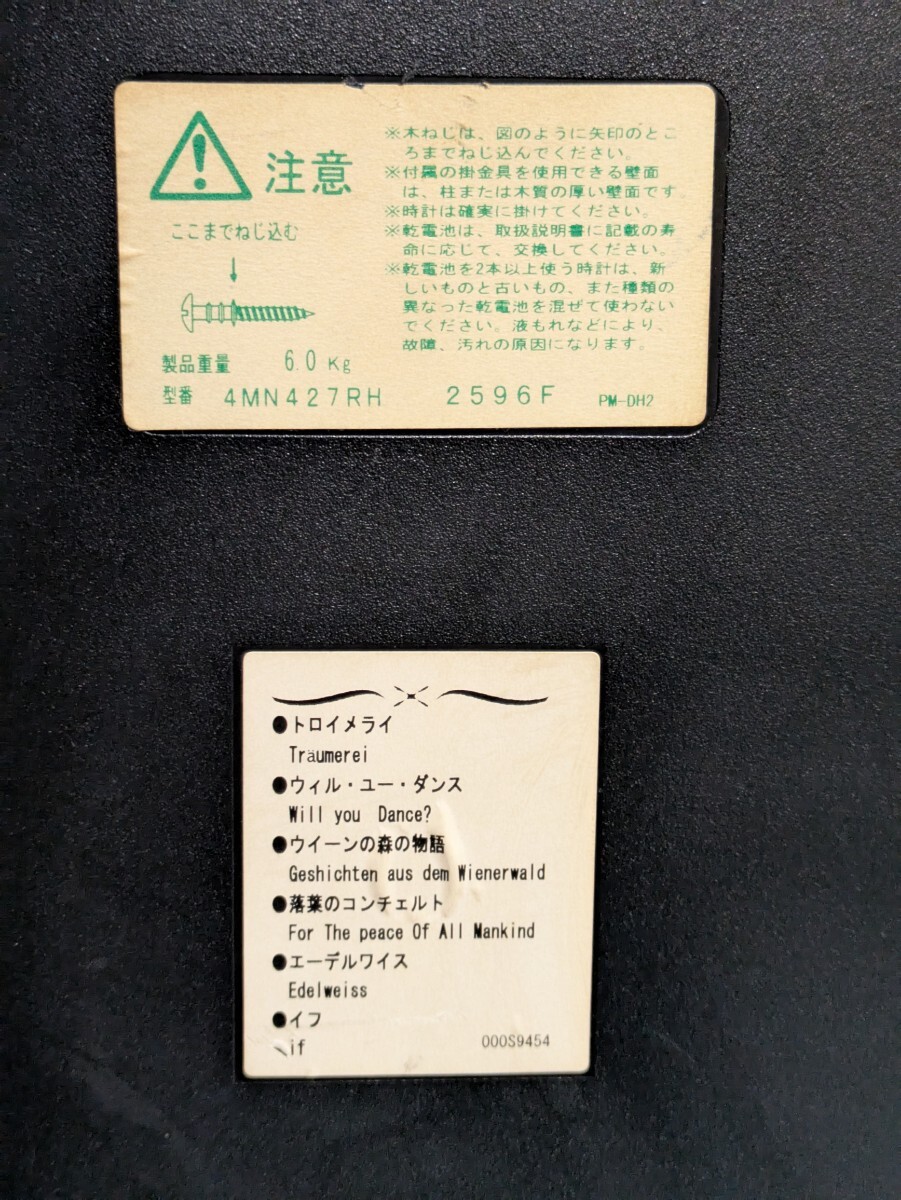 注意
ここまでねじ込む
※木ねじは、図のように矢印のとこ
ろまでねじ込んでください。
※付属の掛金具を使用できる壁面
は、柱または木質の厚い壁面です
※時計は確実に掛けてください。
※乾電池は、取扱説明書に記載の寿
命に応じて、交換してください。
※乾電池を2本以上使う時計は、新
しいものと古いもの、また種類の
異なった乾電池を混ぜて使わない
でください。液もれなどにより、
故障、汚れの原因になります。
製品重量 6.0 Kg
型番 4MN427RH 2596F PM-DH2
●トロイメライ
Träumerei
●ウィル・ユー・ダンス
Will you Dance?
●ウイーンの森の物語
Geshichten aus dem Wienerwald
●落葉のコンチェルト
For The peace Of All Mankind
●エーデルワイス
Edelweiss
●イフ
if
000S9454